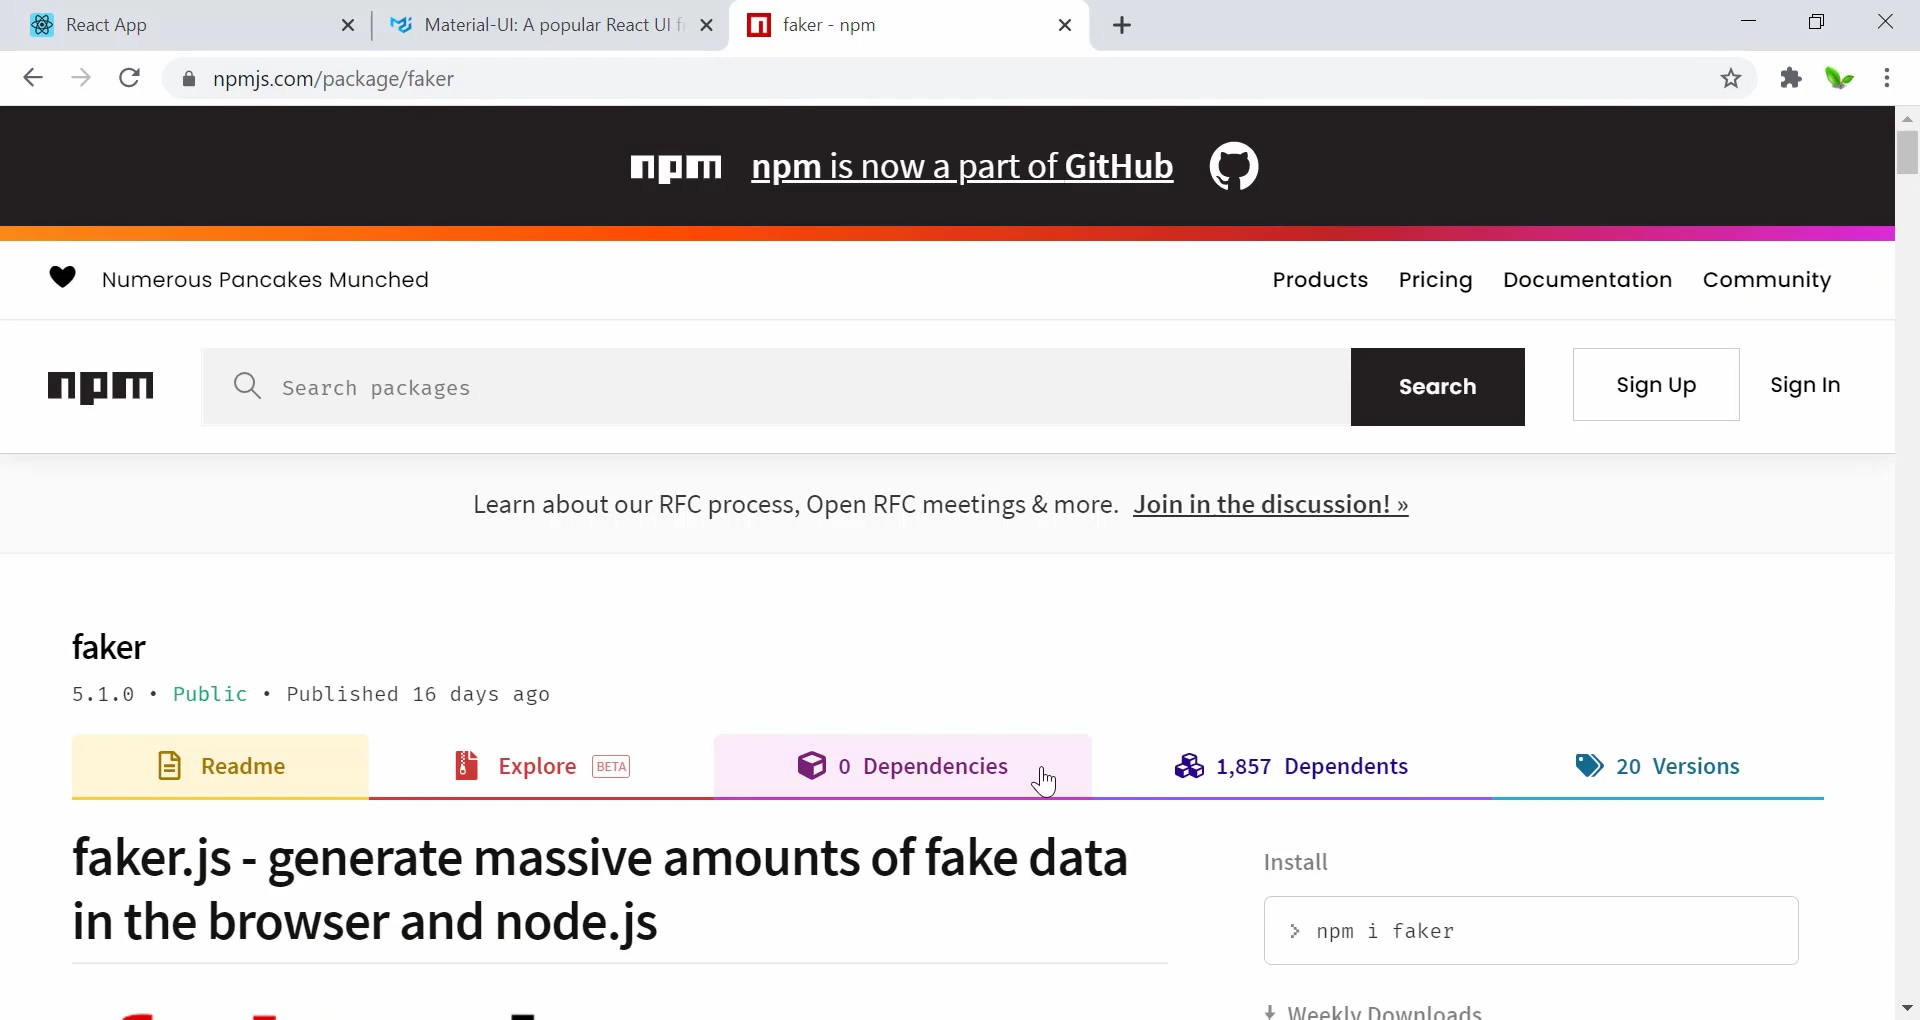 React App
Material-UI: A popular React UI f
faker - npm
npmjs.com/package/faker
npm npm is now a part of GitHub
Numerous Pancakes Munched
Products Pricing Documentation Community
npm
Search packages
Search
Sign Up
Sign In
Learn about our RFC process, Open RFC meetings & more. Join in the discussion! »
faker
5.1.0 • Public • Published 16 days ago
Readme
Explore BETA
0 Dependencies
1,857 Dependents
20 Versions
faker.js - generate massive amounts of fake data
in the browser and node.js
Install
> npm i faker
Weekly Downloads